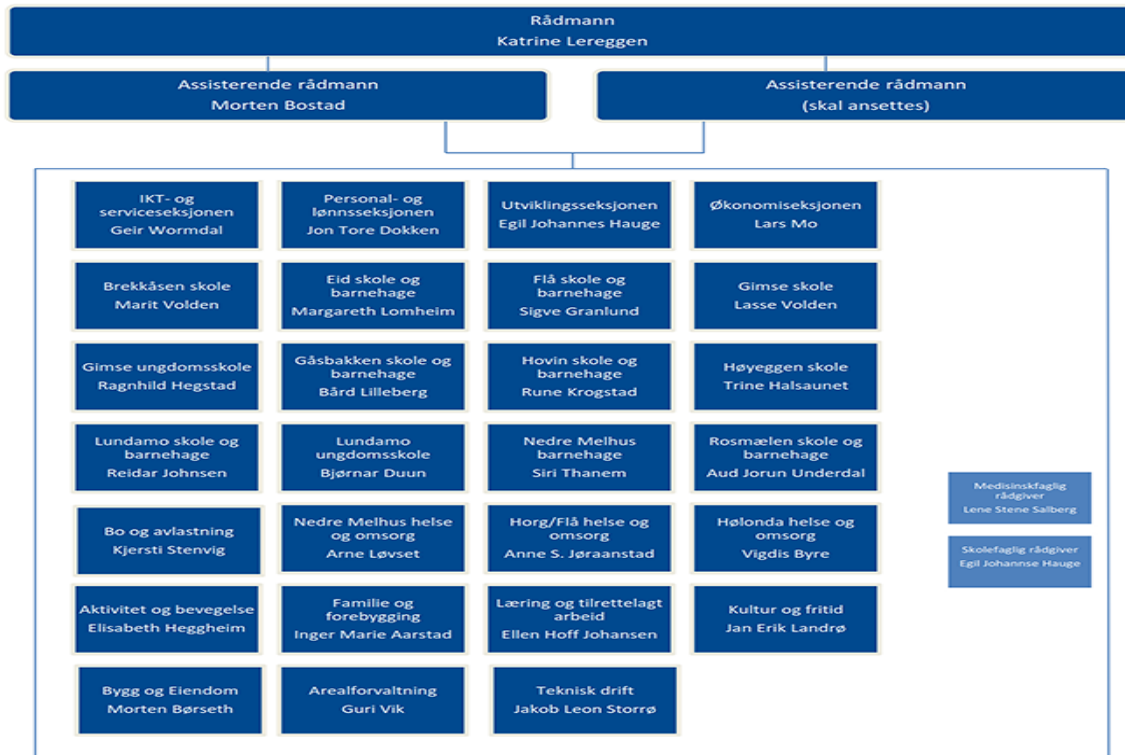 Rådmann
Katrine Lereggen
Assisterende rådmann
Morten Bostad
Assisterende rådmann
(skal ansettes)
IKT- og
serviceseksjonen
Geir Wormdal
Personal- og
lønnsseksjonen
Jon Tore Dokken
Utviklingsseksjonen
Egil Johannes Hauge
Økonomiseksjonen
Lars Mo
Brekkåsen skole
Marit Volden
Eid skole og
barnehage
Margareth Lomheim
Flå skole og
barnehage
Sigve Granlund
Gimse skole
Lasse Volden
Gimse ungdomsskole
Ragnhild Hegstad
Gåsbakken skole og
barnehage
Bård Lilleberg
Hovin skole og
barnehage
Rune Krogstad
Høyeggen skole
Trine Halsaunet
Lundamo skole og
barnehage
Reidar Johnsen
Lundamo
ungdomsskole
Bjørnar Duun
Nedre Melhus
barnehage
Siri Thanem
Rosmælen skole og
barnehage
Aud Jorun Underdal
Medisinskfaglig
rådgiver
Lene Stene Salberg
Bo og avlastning
Kjersti Stenvig
Nedre Melhus helse
og omsorg
Arne Løvset
Horg/Flå helse og
omsorg
Anne S. Jøraanstad
Hølonda helse og
omsorg
Vigdis Byre
Skolefaglig rådgiver
Egil Johannse Hauge
Aktivitet og bevegelse
Elisabeth Heggheim
Familie og
forebygging
Inger Marie Aarstad
Læring og tilrettelagt
arbeid
Ellen Hoff Johansen
Kultur og fritid
Jan Erik Landrø
Bygg og Eiendom
Morten Børseth
Arealforvaltning
Guri Vik
Teknisk drift
Jakob Leon Storrø